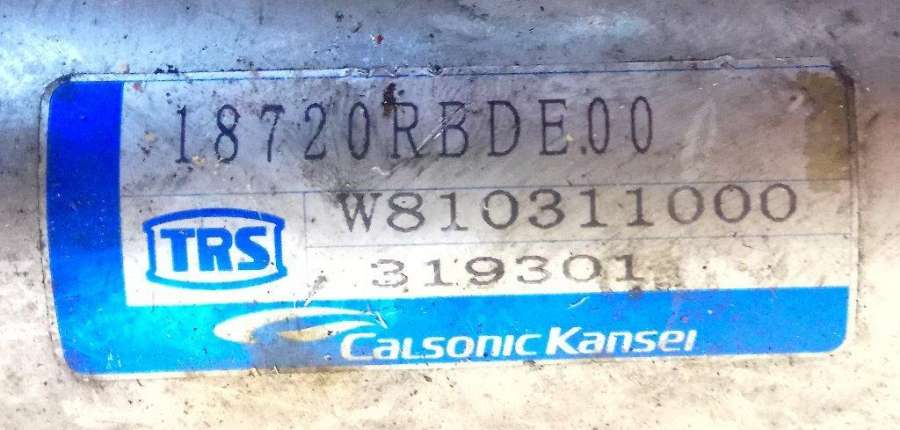 18720RBDE00
W810311000
TRS
319301
CaLsonic Kansei